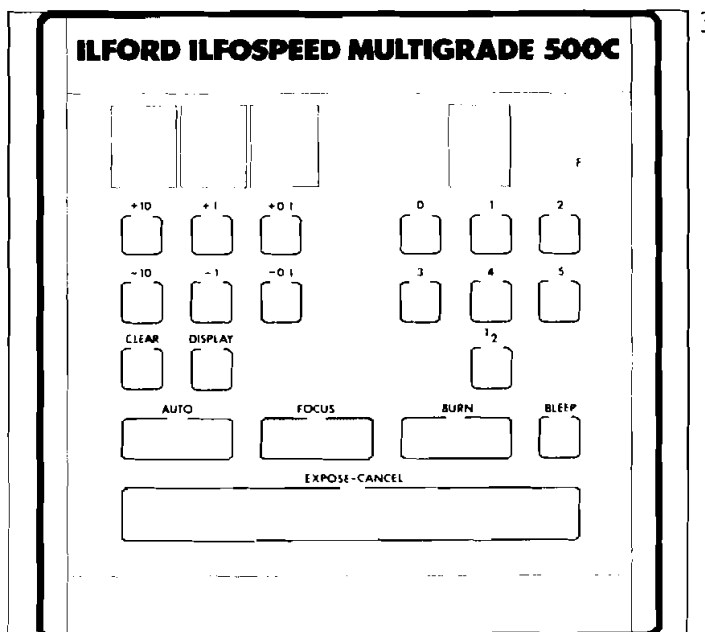 3
ILFORD ILFOSPEED MULTIGRADE 500C
F
+10 +1 +0 1 0 1 2
-10 -1 -0 1 3 4 5
CLEAR DISPLAY 1 2
AUTO FOCUS BURN BLEEP
EXPOSE-CANCEL